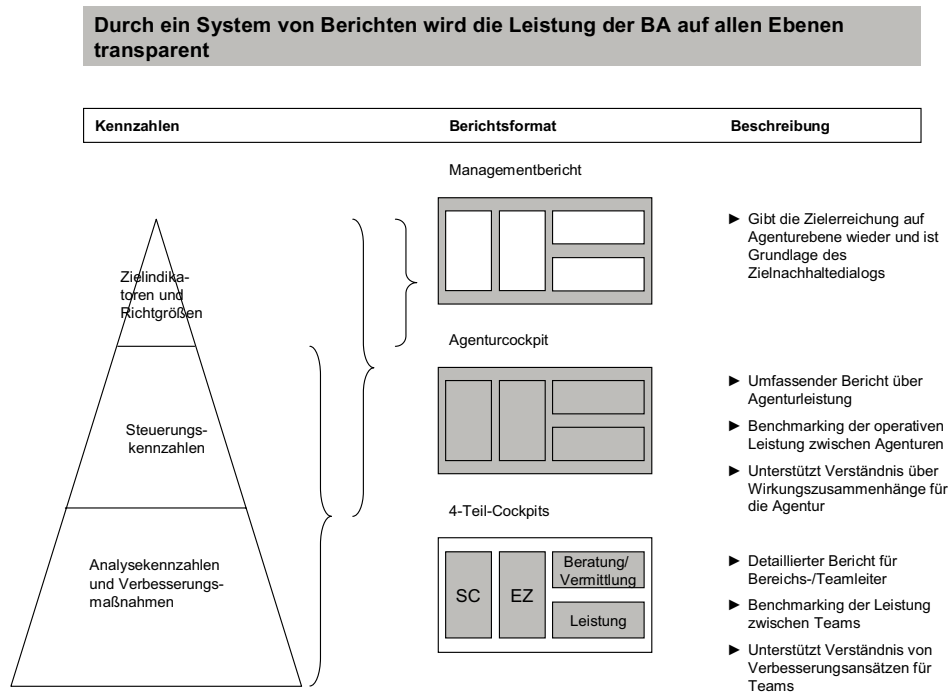 Durch ein System von Berichten wird die Leistung der BA auf allen Ebenen
transparent
Kennzahlen
Berichtsformat
Beschreibung
Zielindika-
toren und
Richtgrößen
Steuerungs-
kennzahlen
Analysekennzahlen
und Verbesserungs-
maßnahmen
Managementbericht
► Gibt die Zielerreichung auf
Agenturebene wieder und ist
Grundlage des
Zielnachhaltedialogs
Agenturcockpit
► Umfassender Bericht über
Agenturleistung
► Benchmarking der operativen
Leistung zwischen Agenturen
► Unterstützt Verständnis über
Wirkungszusammenhänge für
die Agentur
4-Teil-Cockpits
SC
EZ
Beratung/
Vermittlung
Leistung
► Detaillierter Bericht für
Bereichs-/Teamleiter
► Benchmarking der Leistung
zwischen Teams
► Unterstützt Verständnis von
Verbesserungsansätzen für
Teams